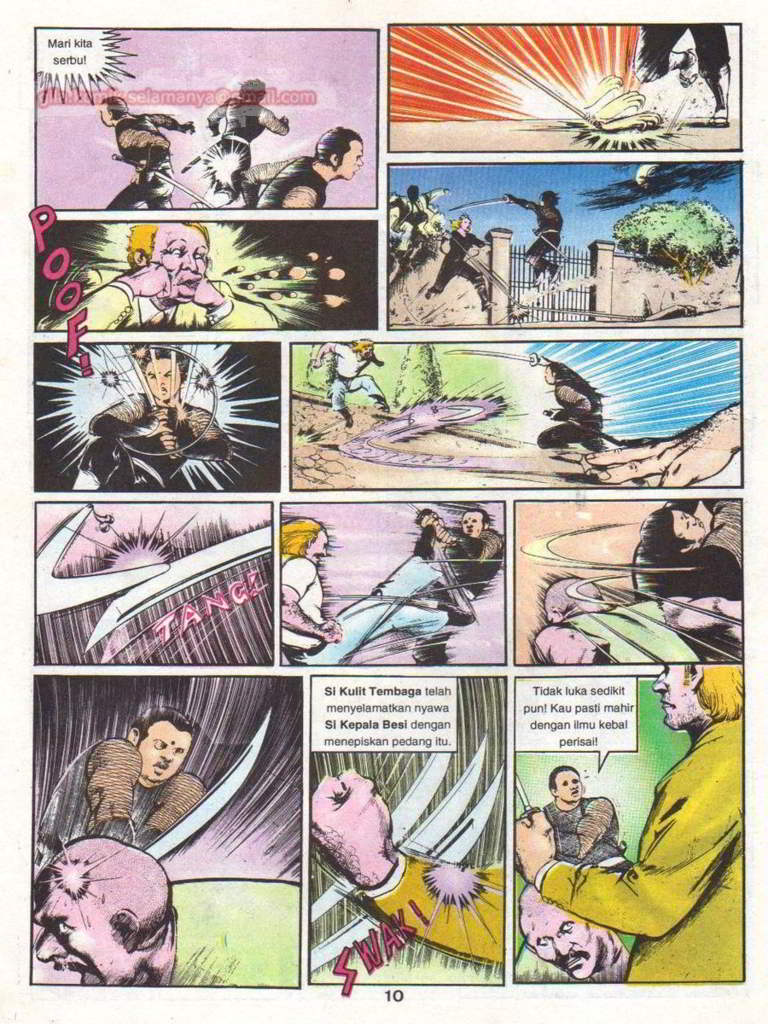 Mari kita
serbu!
POOF!
TANG!
Si Kulit Tembaga telah
menyelamatkan nyawa
Si Kepala Besi dengan
menepiskan pedang itu.
SWAK!
Tidak luka sedikit
pun! Kau pasti mahir
dengan ilmu kebal
perisai!
10